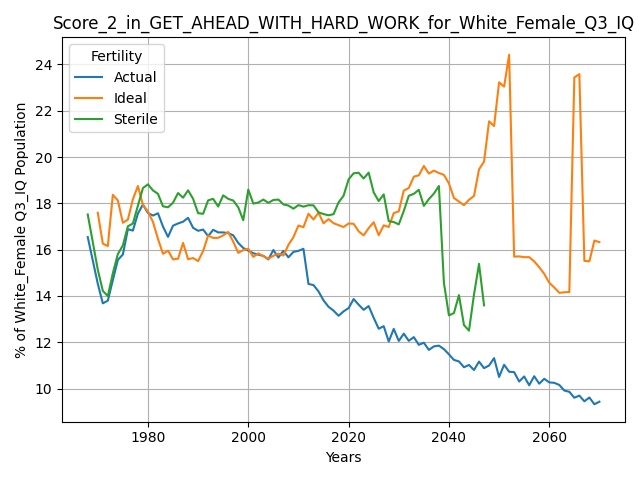 Score_2_in_GET_AHEAD_WITH_HARD_WORK_for_White_Female_Q3_IQ
Fertility
Actual
Ideal
Sterile
% of White_Female Q3_IQ Population
24
22
20
18
16
14
12
10
1980
2000
2020
2040
2060
Years